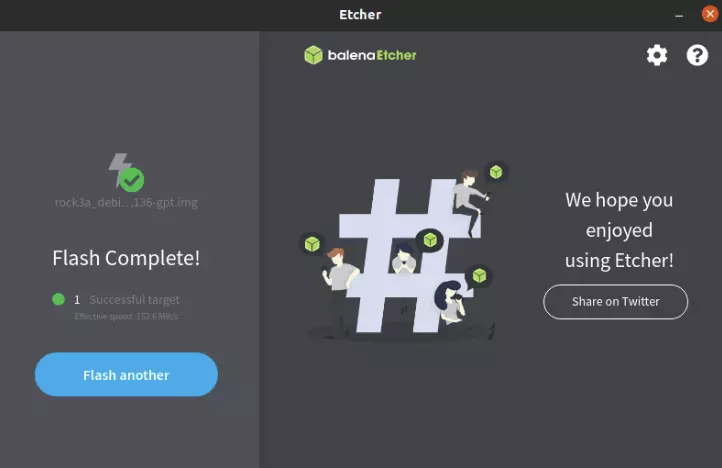 Etcher
balenaEtcher
rock3a_debi...,136-gpt.img
Flash Complete!
1 Successful target
Effective speed: 152.6 MB/s
Flash another
We hope you
enjoyed
using Etcher!
Share on Twitter